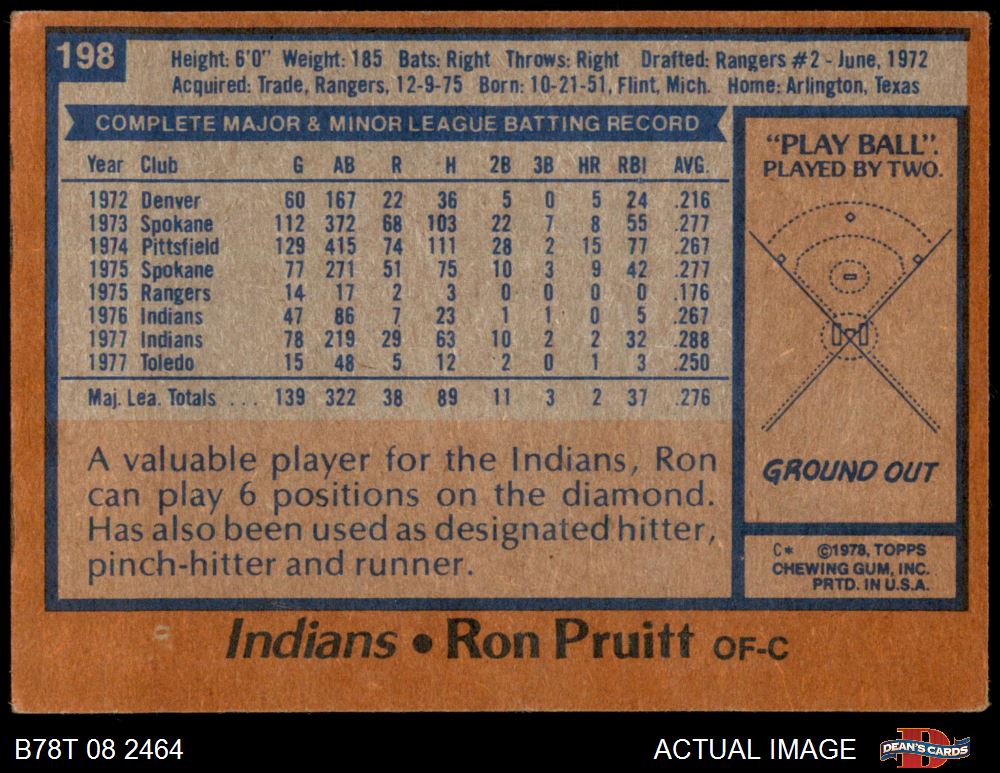 198
Height: 6'0" Weight: 185 Bats: Right Throws: Right Drafted: Rangers #2 - June, 1972
Acquired: Trade, Rangers, 12-9-75 Born: 10-21-51, Flint, Mich. Home: Arlington, Texas
COMPLETE MAJOR & MINOR LEAGUE BATTING RECORD
Year Club G AB R H 2B 3B HR RBI AVG.
1972 Denver 60 167 22 36 5 0 5 24 .216
1973 Spokane 112 372 68 103 22 7 8 55 .277
1974 Pittsfield 129 415 74 111 28 2 15 77 .267
1975 Spokane 77 271 51 75 10 3 9 42 .277
1975 Rangers 14 17 2 3 0 0 0 0 .176
1976 Indians 47 86 7 23 1 1 0 5 .267
1977 Indians 78 219 29 63 10 2 2 32 .288
1977 Toledo 15 48 5 12 2 0 1 3 .250
Maj. Lea. Totals . . . 139 322 38 89 11 3 2 37 .276
A valuable player for the Indians, Ron
can play 6 positions on the diamond.
Has also been used as designated hitter,
pinch-hitter and runner.
"PLAY BALL":
PLAYED BY TWO.
GROUND OUT
C* ©1978, TOPPS
CHEWING GUM, INC.
PRTD. IN U.S.A.
Indians • Ron Pruitt OF-C
B78T 08 2464
ACTUAL IMAGE
DEAN'S CARDS